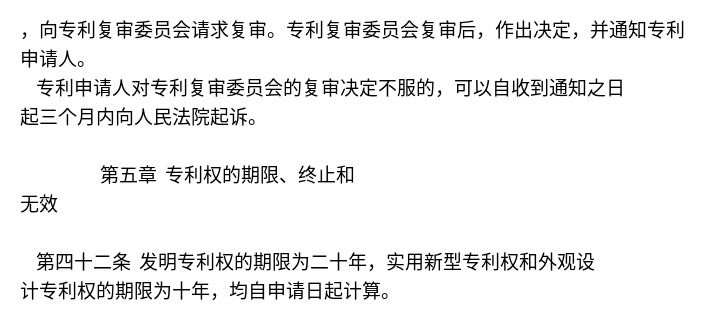 ，向专利复审委员会请求复审。专利复审委员会复审后，作出决定，并通知专利
申请人。
专利申请人对专利复审委员会的复审决定不服的，可以自收到通知之日
起三个月内向人民法院起诉。
第五章 专利权的期限、终止和
无效
第四十二条 发明专利权的期限为二十年，实用新型专利权和外观设
计专利权的期限为十年，均自申请日起计算。